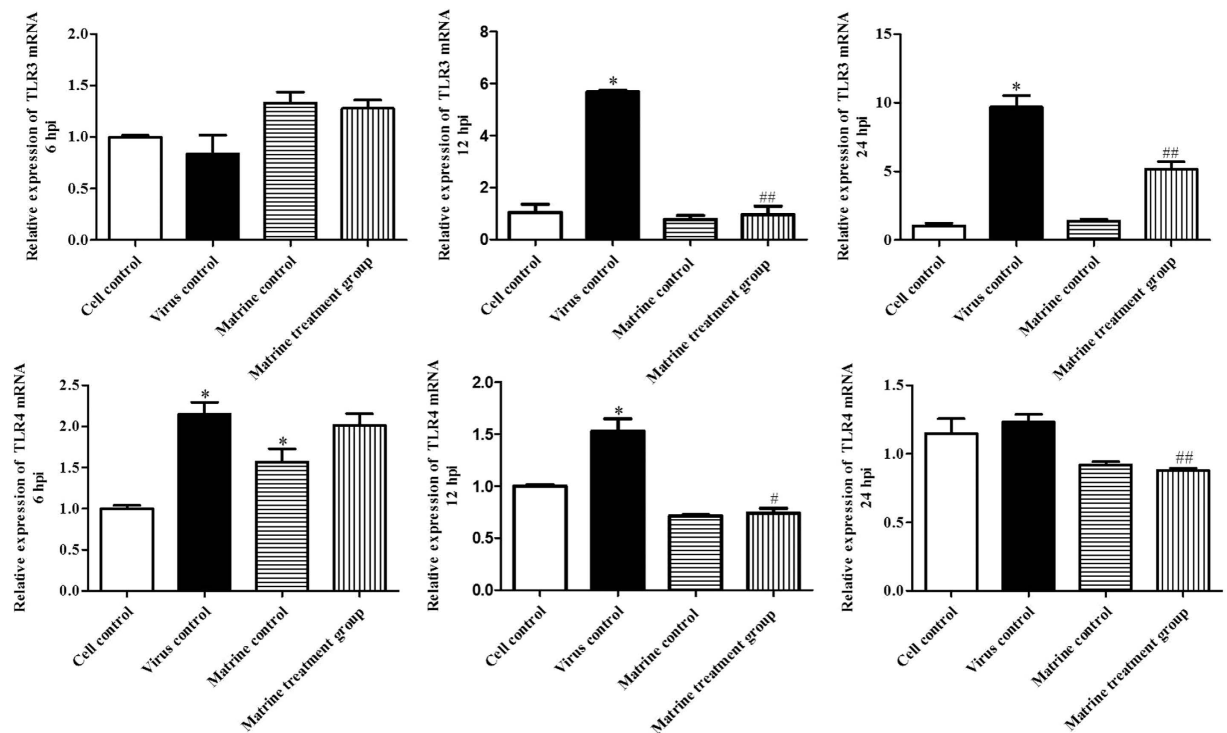 Relative expression of TLR3 mRNA
6 hpi
2.0
1.5
1.0
0.5
0.0
Cell control
Virus control
Matrine control
Matrine treatment group
Relative expression of TLR3 mRNA
12 hpi
8
6
4
2
0
*
##
Cell control
Virus control
Matrine control
Matrine treatment group
Relative expression of TLR3 mRNA
24 hpi
15
10
5
0
*
##
Cell control
Virus control
Matrine control
Matrine treatment group
Relative expression of TLR4 mRNA
6 hpi
2.5
2.0
1.5
1.0
0.5
0.0
*
*
Cell control
Virus control
Matrine control
Matrine treatment group
Relative expression of TLR4 mRNA
12 hpi
2.0
1.5
1.0
0.5
0.0
*
#
Cell control
Virus control
Matrine control
Matrine treatment group
Relative expression of TLR4 mRNA
24 hpi
1.5
1.0
0.5
0.0
##
Cell control
Virus control
Matrine control
Matrine treatment group